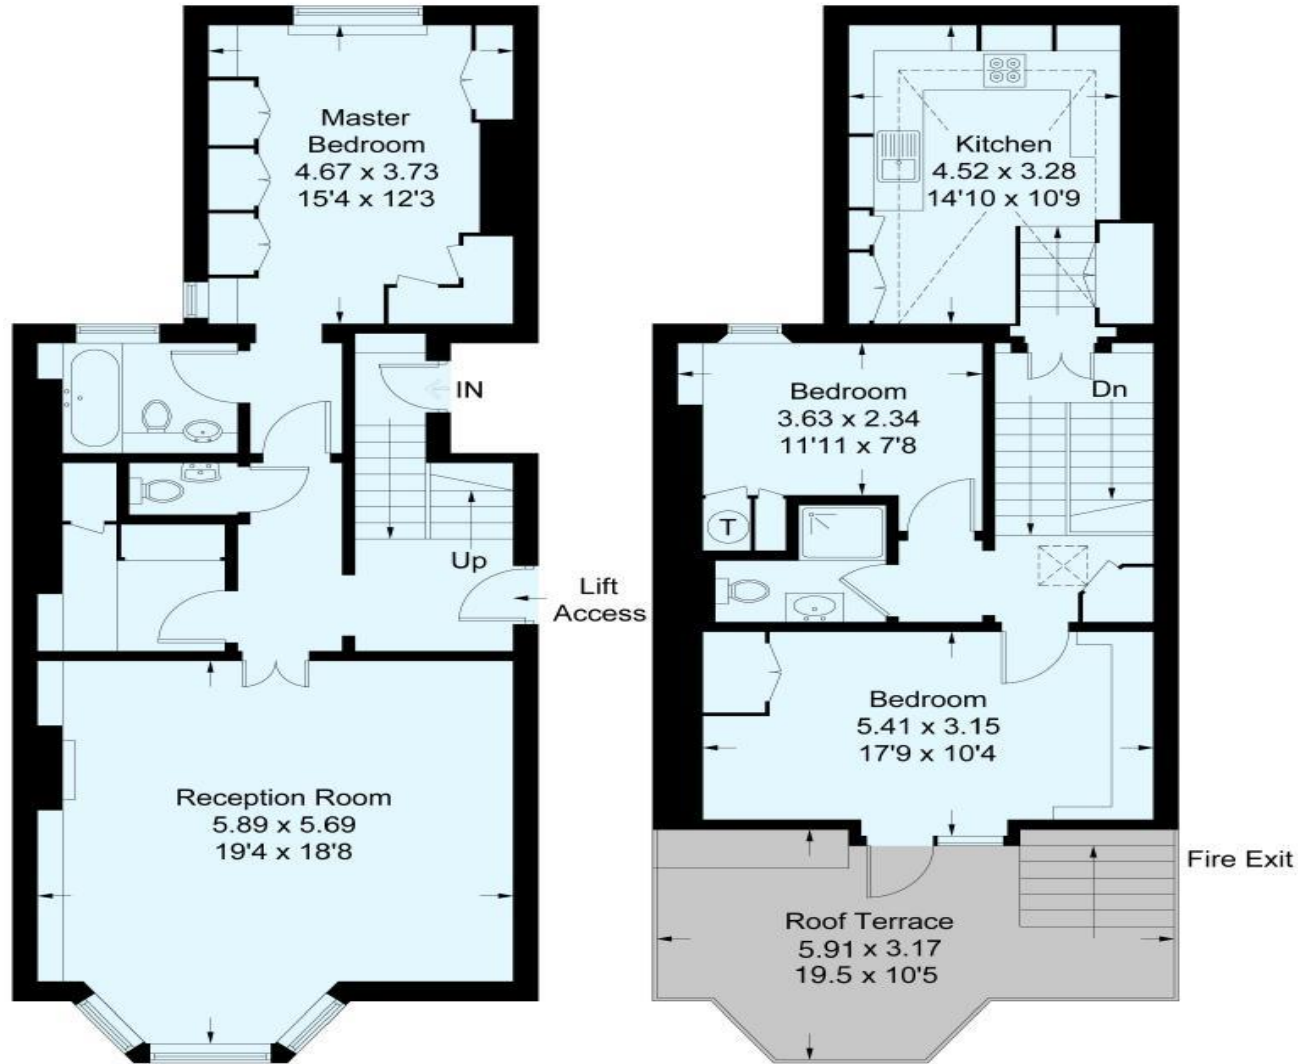 Master
Bedroom
4.67 x 3.73
15'4 x 12'3
IN
Up
Lift
Access
Reception Room
5.89 x 5.69
19'4 x 18'8
Kitchen
4.52 x 3.28
14'10 x 10'9
Dn
Bedroom
3.63 x 2.34
11'11 x 7'8
T
Bedroom
5.41 x 3.15
17'9 x 10'4
Fire Exit
Roof Terrace
5.91 x 3.17
19.5 x 10'5